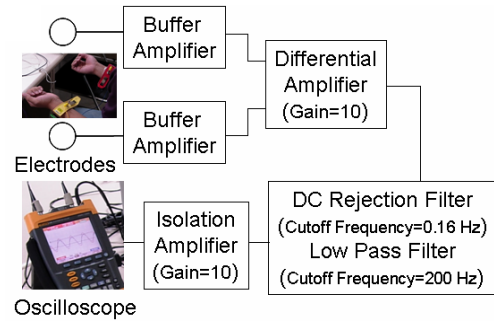 Buffer
Amplifier
Differential
Amplifier
(Gain=10)
Buffer
Amplifier
Electrodes
DC Rejection Filter
(Cutoff Frequency=0.16 Hz)
Low Pass Filter
(Cutoff Frequency=200 Hz)
Isolation
Amplifier
(Gain=10)
Oscilloscope